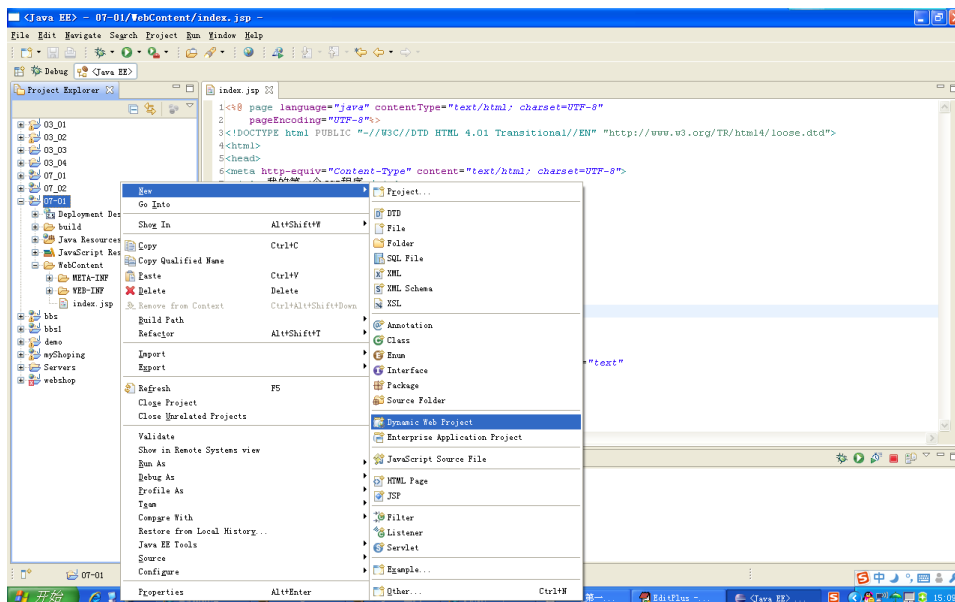 <Java EE> - 07-01/WebContent/index.jsp -
File Edit Navigate Search Project Run Window Help
Debug <Java EE>
Project Explorer
index.jsp
03_01
03_02
03_03
03_04
07_01
07_02
07-01
Deployment Des
build
Java Resources
JavaScript Res
WebContent
META-INF
WEB-INF
index.jsp
bbs
bbs1
demo
myShoping
Servers
webshop
1<%@ page language="java" contentType="text/html; charset=UTF-8"
2 pageEncoding="UTF-8"%>
3<!DOCTYPE html PUBLIC "-//W3C//DTD HTML 4.01 Transitional//EN" "http://www.w3.org/TR/html4/loose.dtd">
4<html>
5<head>
6<meta http-equiv="Content-Type" content="text/html; charset=UTF-8">
="text"
New
Go Into
Show In Alt+Shift+W
Copy Ctrl+C
Copy Qualified Name
Paste Ctrl+V
Delete Delete
Remove from Context Ctrl+Alt+Shift+Down
Build Path
Refactor Alt+Shift+T
Import
Export
Refresh F5
Close Project
Close Unrelated Projects
Validate
Show in Remote Systems view
Run As
Debug As
Profile As
Team
Compare With
Restore from Local History...
Java EE Tools
Source
Configure
Properties Alt+Enter
Project...
DTD
File
Folder
SQL File
XML
XML Schema
XSL
Annotation
Class
Enum
Interface
Package
Source Folder
Dynamic Web Project
Enterprise Application Project
JavaScript Source File
HTML Page
JSP
Filter
Listener
Servlet
Example...
Other... Ctrl+N
07-01
中
开始
第一...
EditPlus -...
<Java EE>...
15:09